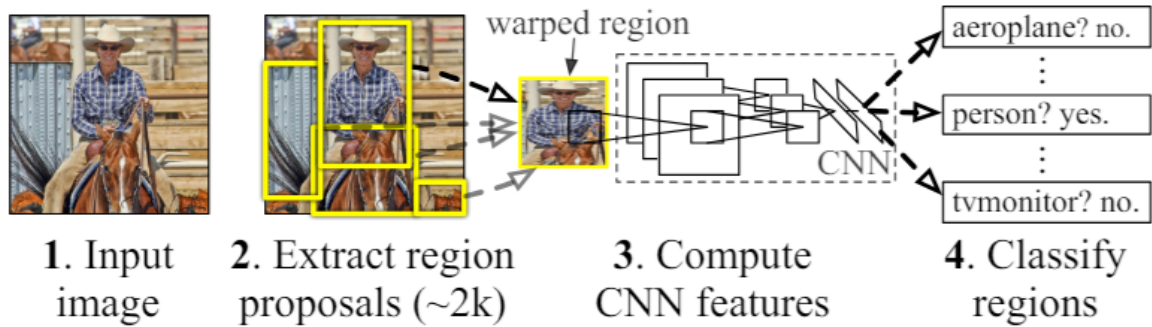 warped region
aeroplane? no.
⋮
person? yes.
⋮
tvmonitor? no.
CNN
1. Input
image
2. Extract region
proposals (~2k)
3. Compute
CNN features
4. Classify
regions